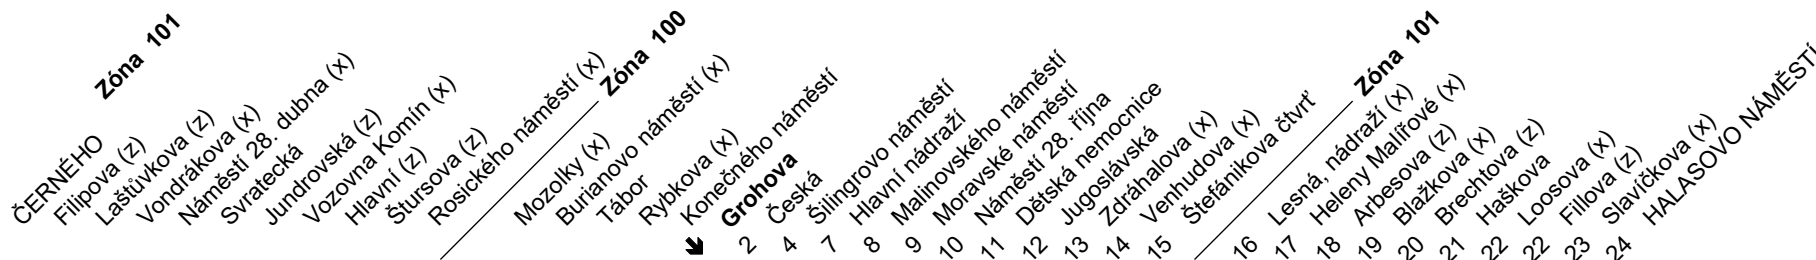 Zóna 101
ČERNÉHO
Filipova (z)
Laštůvkova (z)
Vondrákova (x)
Náměstí 28. dubna (x)
Svratecká
Jundrovská (z)
Vozovna Komín (x)
Hlavní (z)
Štursova (z)
Rosického náměstí (x)
Zóna 100
Mozolky (x)
Burianovo náměstí (x)
Tábor
Rybkova (x)
Konečného náměstí
Grohova
2 Česká
4 Šilingrovo náměstí
7 Hlavní nádraží
8 Malinovského náměstí
9 Moravské náměstí
10 Náměstí 28. října
11 Dětská nemocnice
12 Jugoslávská
13 Zdráhalova (x)
14 Venhudova (x)
15 Štefánikova čtvrť
Zóna 101
16 Lesná, nádraží (x)
17 Heleny Malířové (x)
18 Arbesova (z)
19 Blažkova (x)
20 Brechtova (z)
21 Haškova
22 Loosova (x)
22 Fillova (z)
23 Slavíčkova (x)
24 HALASOVO NÁMĚSTÍ